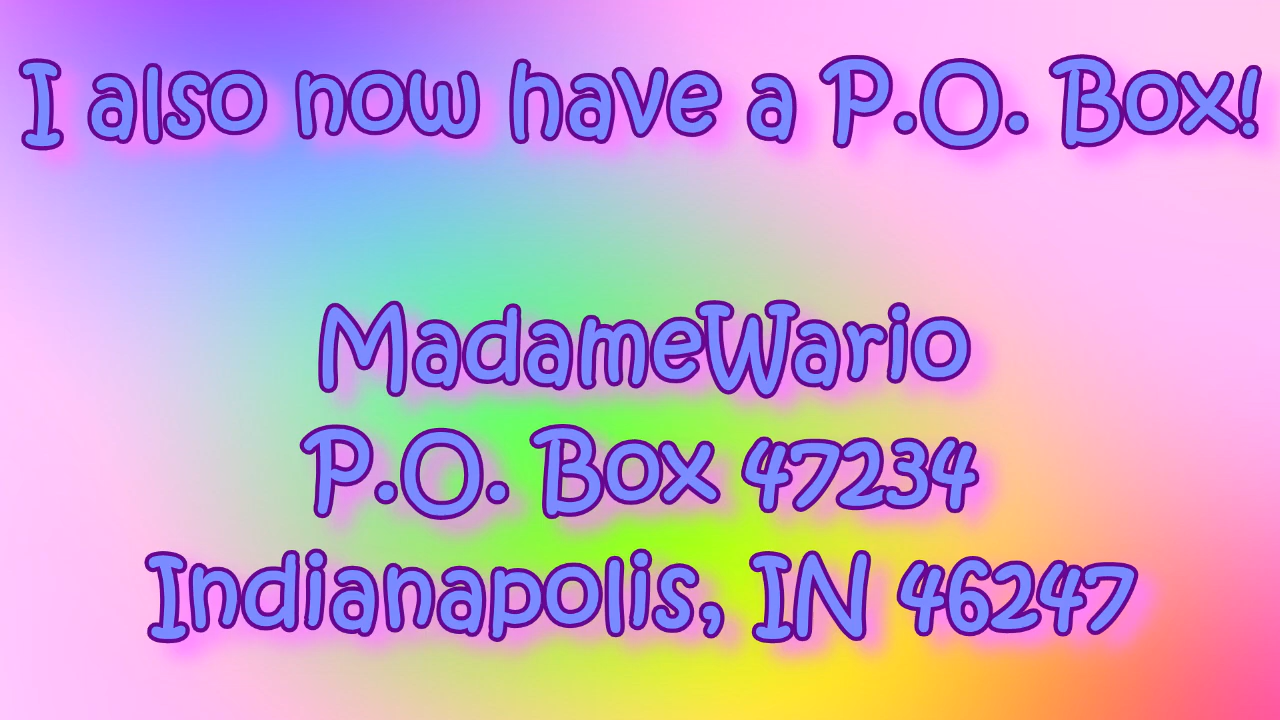 I also now have a P.O. Box!
MadameWario
P.O. Box 47234
Indianapolis, IN 46247